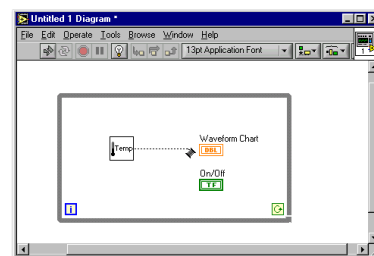 Untitled 1 Diagram *
File Edit Operate Tools Browse Window Help
13pt Application Font
1
Temp
Waveform Chart
DBL
On/Off
TF
i